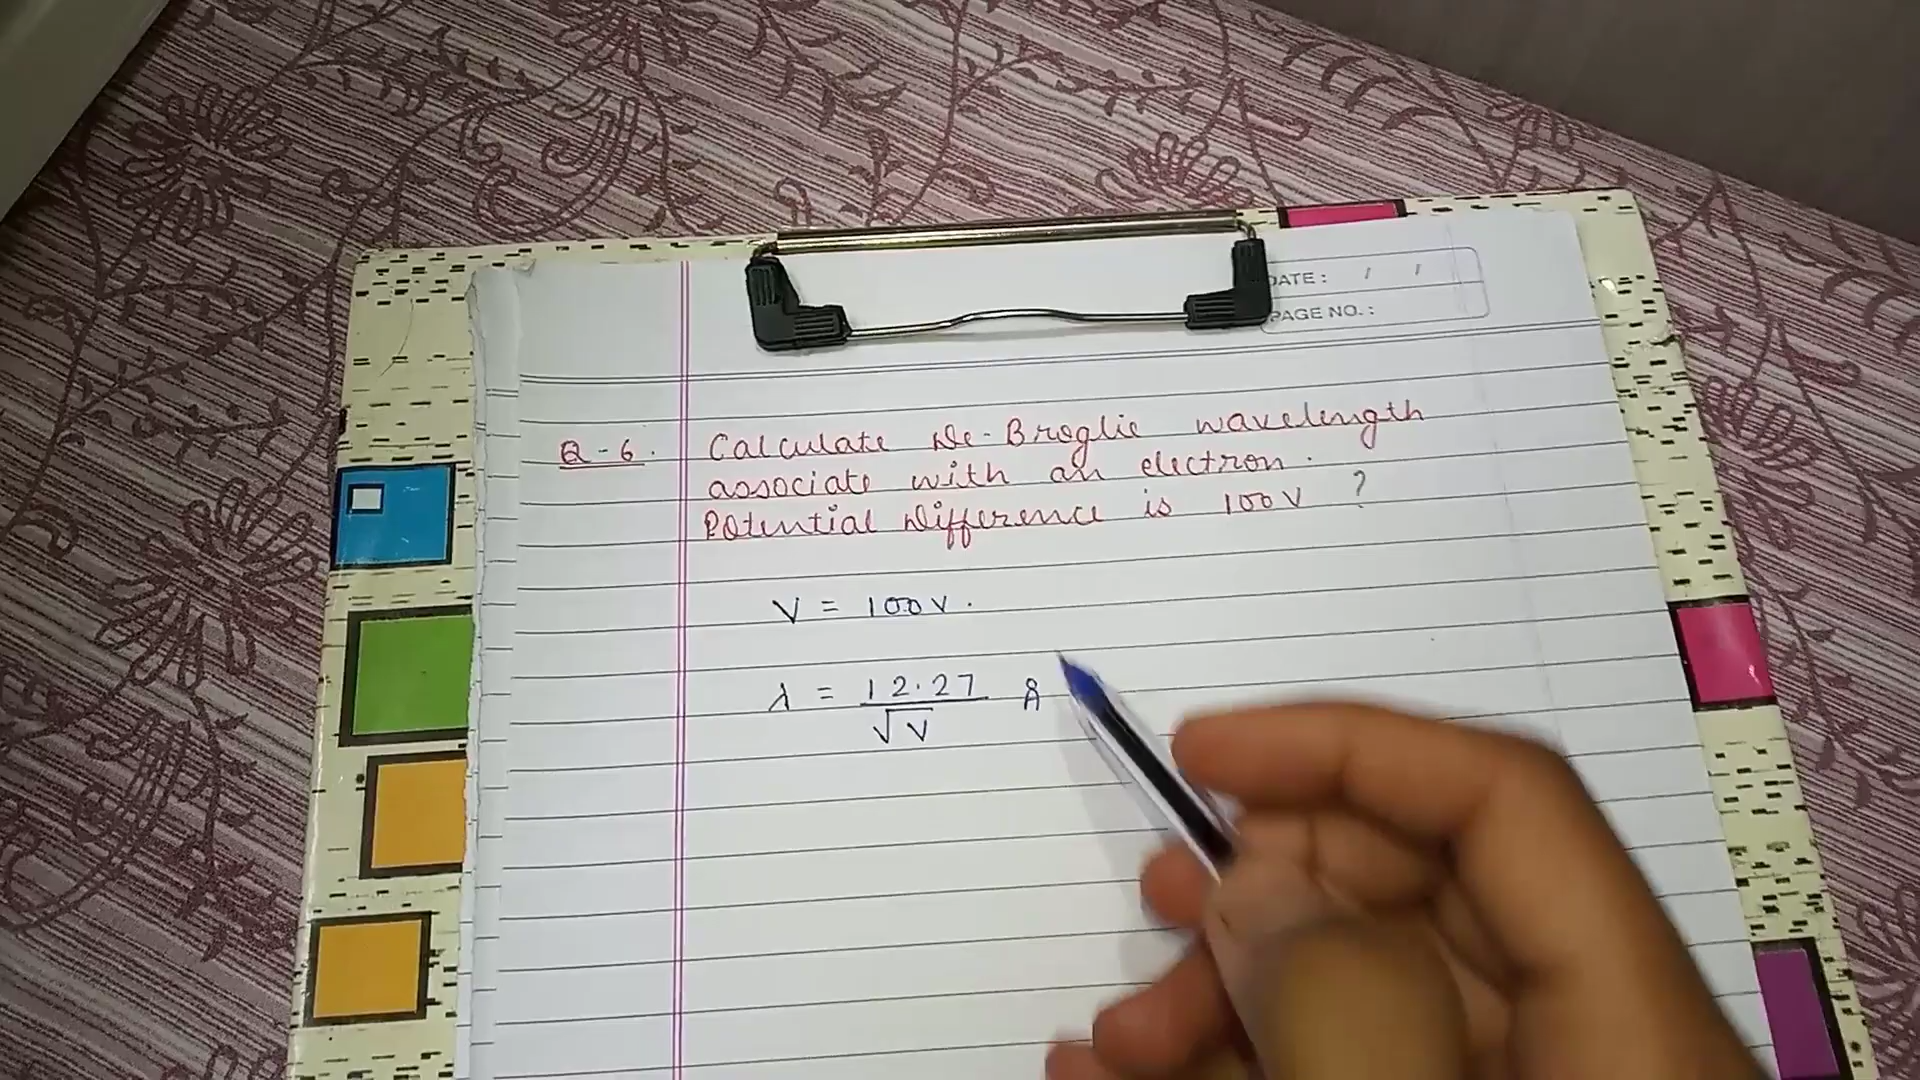 DATE : / /
PAGE NO. :
Q-6. Calculate De-Broglie wavelength
associate with an electron.
Potential Difference is 100V ?
V = 100V.
λ = 12.27 Å
√V